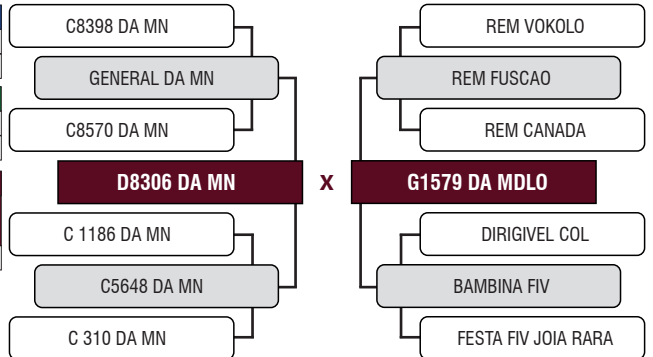 C8398 DA MN
GENERAL DA MN
C8570 DA MN
D8306 DA MN
C 1186 DA MN
C5648 DA MN
C 310 DA MN
X
REM VOKOLO
REM FUSCAO
REM CANADA
G1579 DA MDLO
DIRIGIVEL COL
BAMBINA FIV
FESTA FIV JOIA RARA